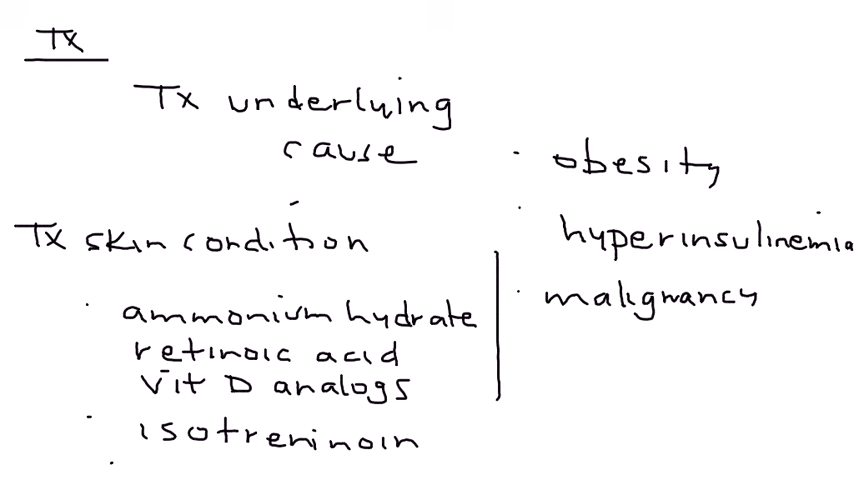 Tx
Tx underlying
cause
· obesity
· hyperinsulinemia
· malignancy
Tx skin condition
· ammonium hydrate
retinoic acid
Vit D analogs
· isotreninoin
·